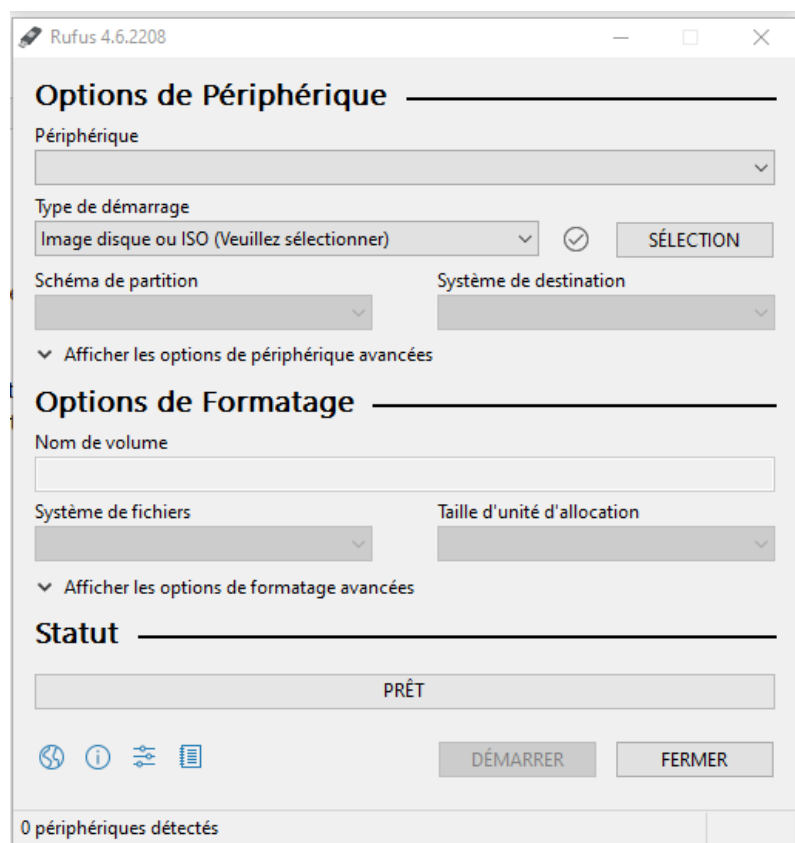 Rufus 4.6.2208
Options de Périphérique
Périphérique
Type de démarrage
Image disque ou ISO (Veuillez sélectionner)
SÉLECTION
Schéma de partition
Système de destination
Afficher les options de périphérique avancées
Options de Formatage
Nom de volume
Système de fichiers
Taille d'unité d'allocation
Afficher les options de formatage avancées
Statut
PRÊT
DÉMARRER
FERMER
0 périphériques détectés